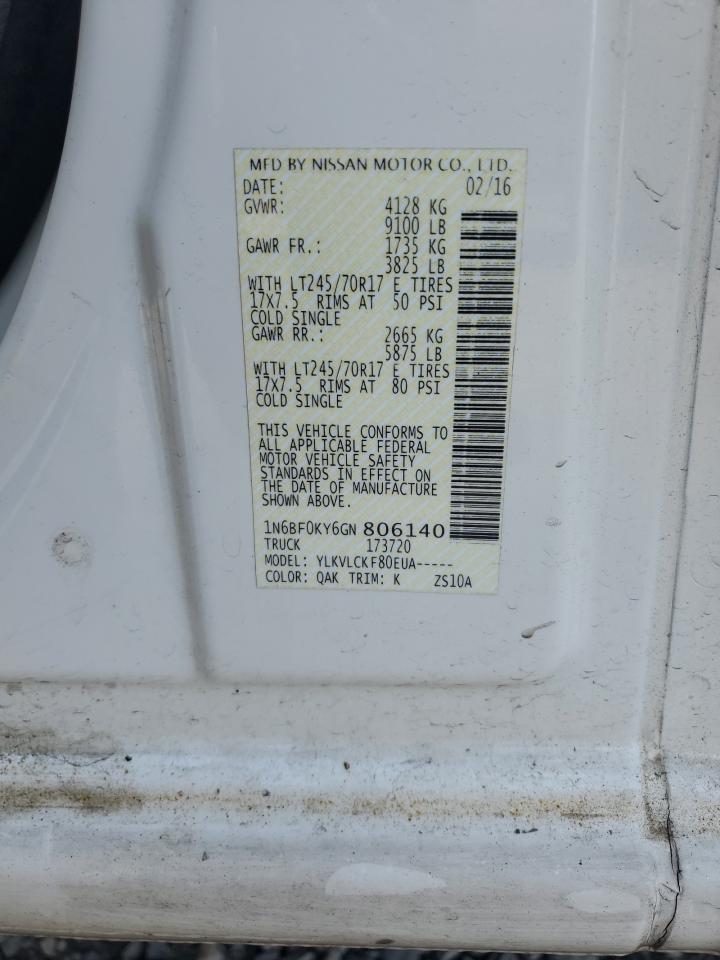 MFD BY NISSAN MOTOR CO., LTD.
DATE: 02/16
GVWR: 4128 KG
9100 LB
GAWR FR.: 1735 KG
3825 LB
WITH LT245/70R17 E TIRES
17X7.5 RIMS AT 50 PSI
COLD SINGLE
GAWR RR.: 2665 KG
5875 LB
WITH LT245/70R17 E TIRES
17X7.5 RIMS AT 80 PSI
COLD SINGLE
THIS VEHICLE CONFORMS TO
ALL APPLICABLE FEDERAL
MOTOR VEHICLE SAFETY
STANDARDS IN EFFECT ON
THE DATE OF MANUFACTURE
SHOWN ABOVE.
1N6BF0KY6GN 806140
TRUCK 173720
MODEL: YLKVLCKF80EUA-----
COLOR: QAK TRIM: K ZS10A